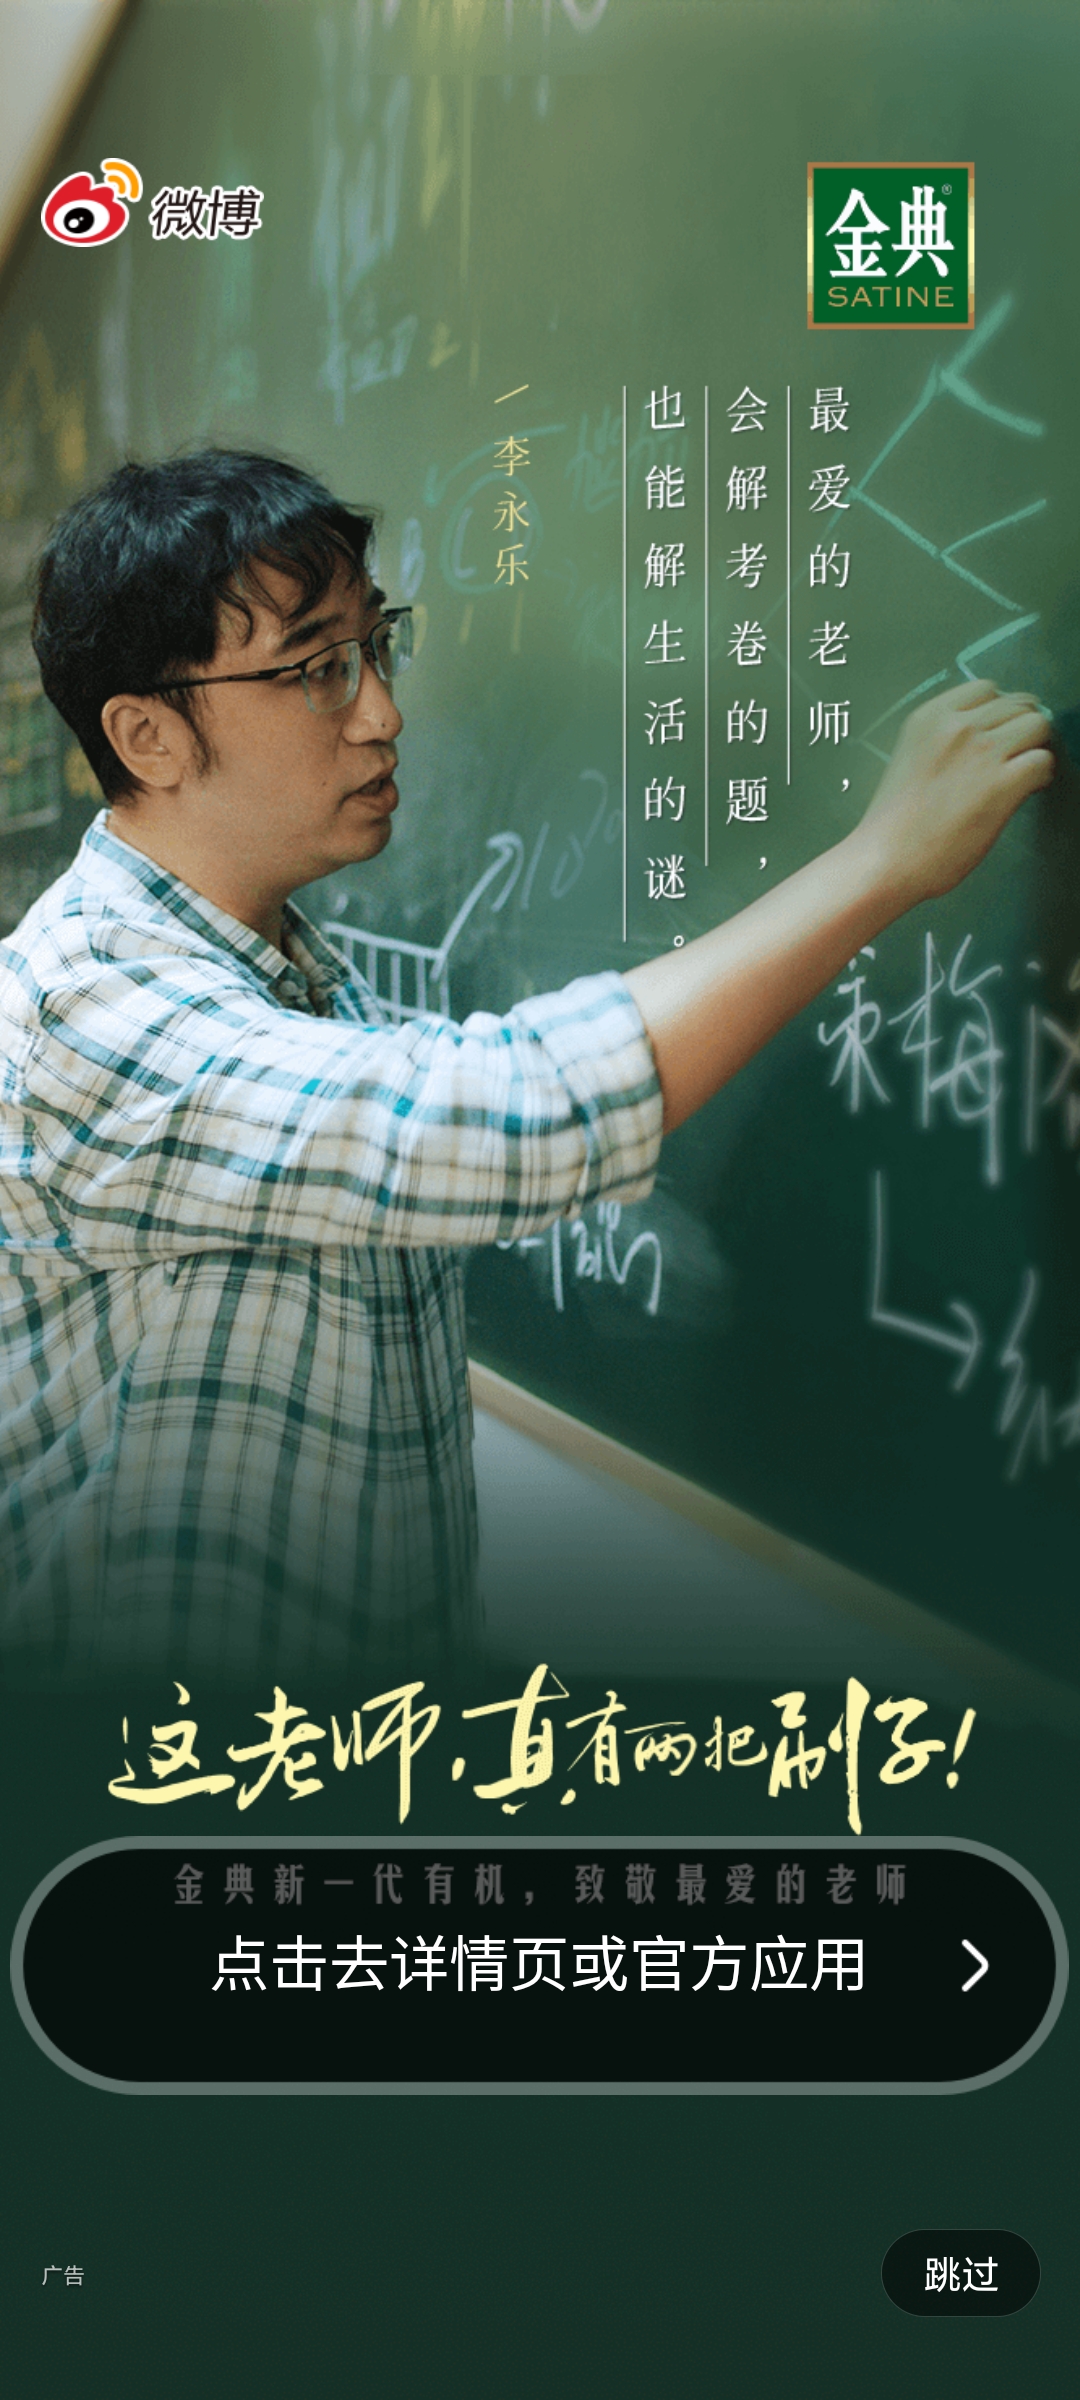 微博
金典®
SATINE
最爱的老师，
会解考卷的题，
也能解生活的谜。
/李永乐
这老师，真有两把刷子！
金典新一代有机，致敬最爱的老师
点击去详情页或官方应用
广告
跳过